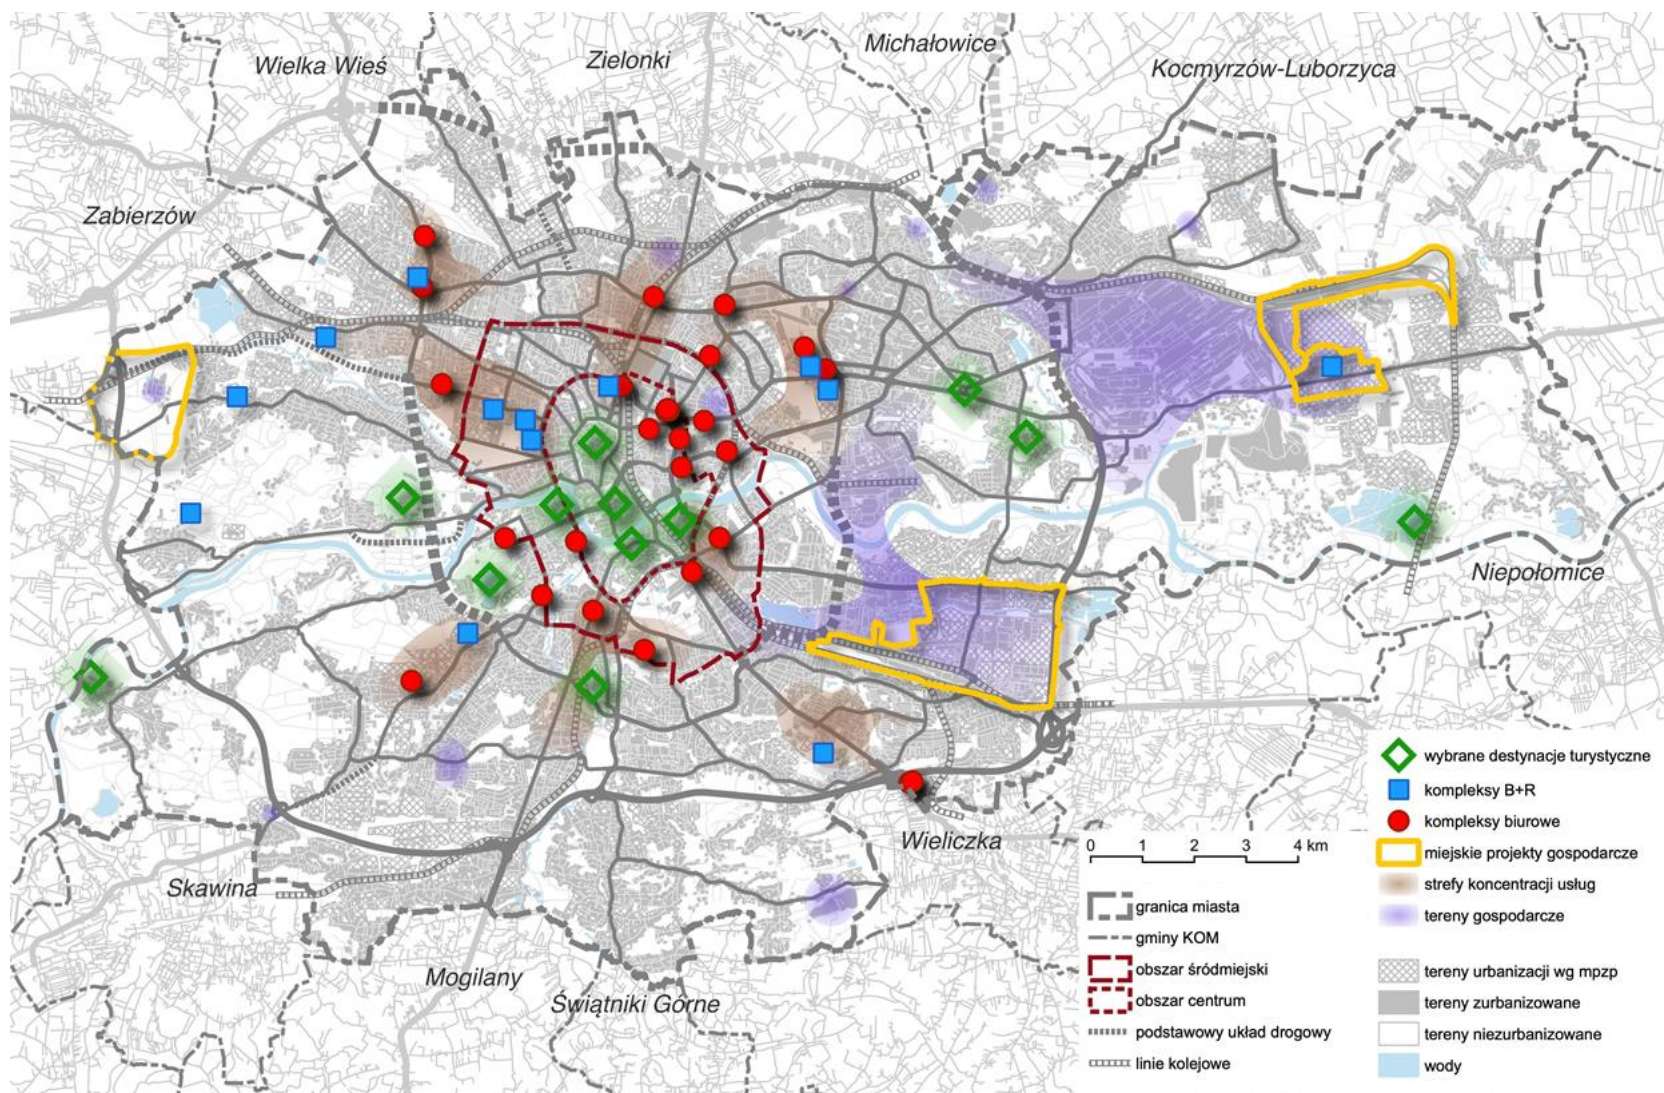 Michałowice
Zielonki
Wielka Wieś
Kocmyrzów-Luborzyca
Zabierzów
Niepołomice
wybrane destynacje turystyczne
kompleksy B+R
kompleksy biurowe
Wieliczka
0 1 2 3 4 km
miejskie projekty gospodarcze
strefy koncentracji usług
Skawina
granica miasta
tereny gospodarcze
gminy KOM
Mogilany
obszar śródmiejski
tereny urbanizacji wg mpzp
Świątniki Górne
obszar centrum
tereny zurbanizowane
podstawowy układ drogowy
tereny niezurbanizowane
linie kolejowe
wody